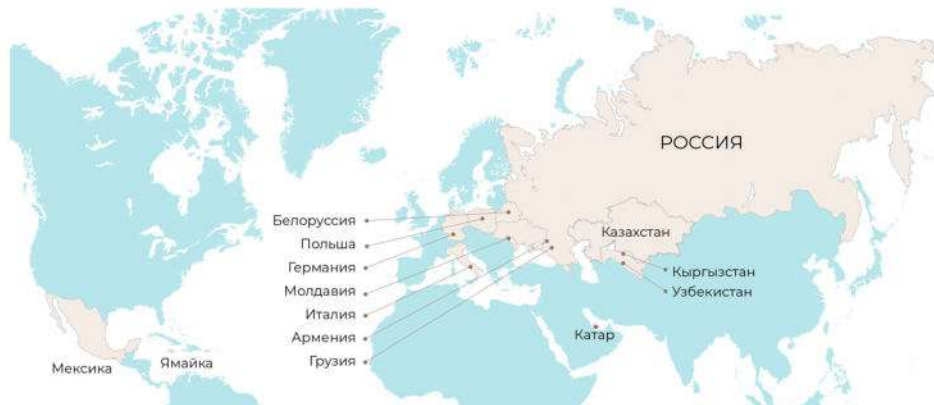 РОССИЯ
Белоруссия
Польша
Германия
Молдавия
Италия
Армения
Грузия
Казахстан
Кыргызстан
Узбекистан
Катар
Мексика
Ямайка